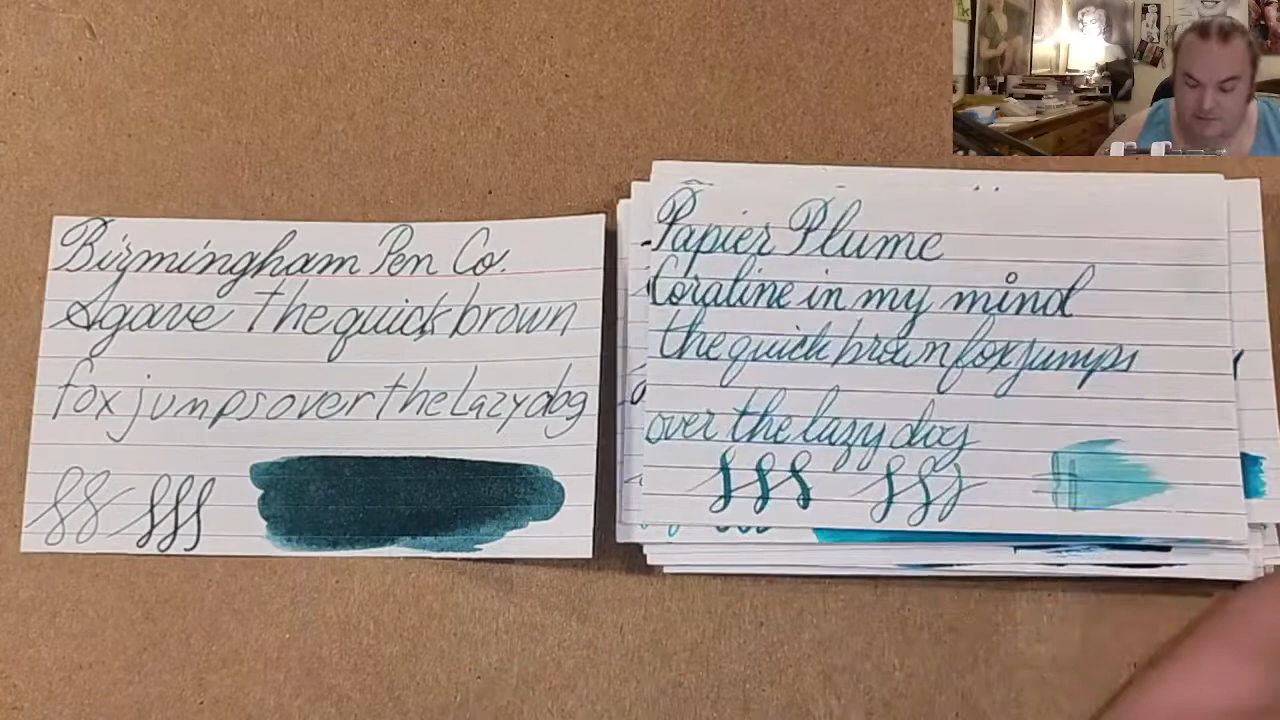 Birmingham Pen Co.
Agave The quick brown
fox jumps over the Lazy dog
Papier Plume
Coraline in my mind
the quick brown fox jumps
over the lazy dog